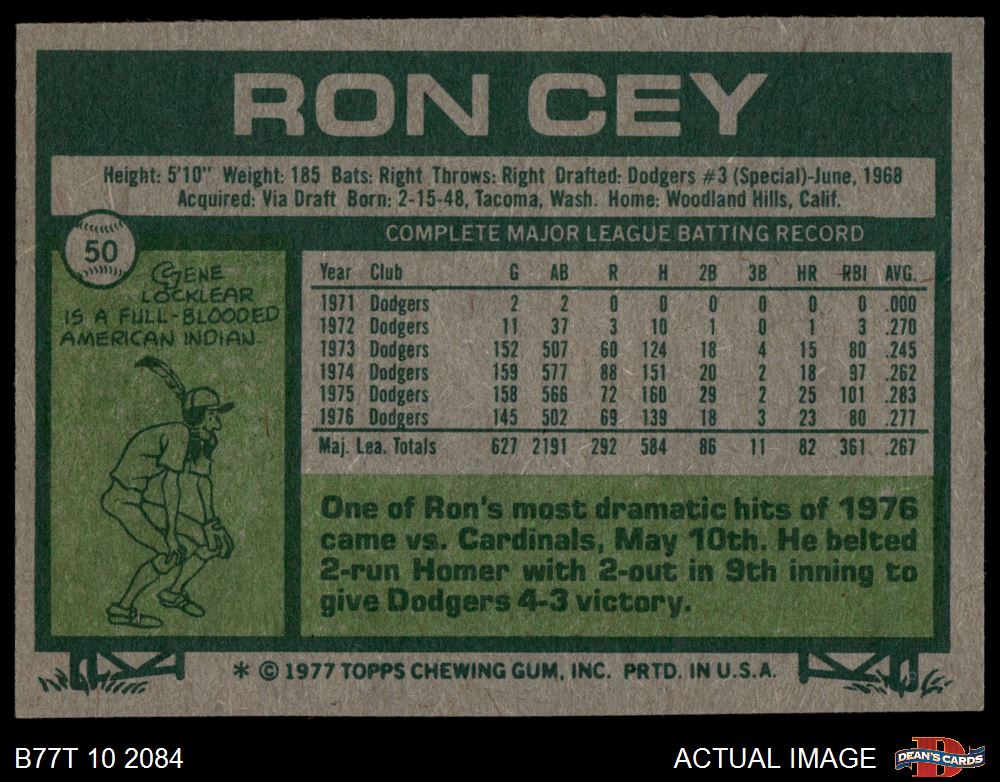 RON CEY
Height: 5'10" Weight: 185 Bats: Right Throws: Right Drafted: Dodgers #3 (Special)-June, 1968
Acquired: Via Draft Born: 2-15-48, Tacoma, Wash. Home: Woodland Hills, Calif.
50
GENE
LOCKLEAR
IS A FULL-BLOODED
AMERICAN INDIAN.
COMPLETE MAJOR LEAGUE BATTING RECORD
Year Club G AB R H 2B 3B HR RBI AVG.
1971 Dodgers 2 2 0 0 0 0 0 0 .000
1972 Dodgers 11 37 3 10 1 0 1 3 .270
1973 Dodgers 152 507 60 124 18 4 15 80 .245
1974 Dodgers 159 577 88 151 20 2 18 97 .262
1975 Dodgers 158 566 72 160 29 2 25 101 .283
1976 Dodgers 145 502 69 139 18 3 23 80 .277
Maj. Lea. Totals 627 2191 292 584 86 11 82 361 .267
One of Ron's most dramatic hits of 1976
came vs. Cardinals, May 10th. He belted
2-run Homer with 2-out in 9th inning to
give Dodgers 4-3 victory.
* © 1977 TOPPS CHEWING GUM, INC. PRTD. IN U.S.A.
B77T 10 2084
ACTUAL IMAGE
D
DEAN'S CARDS